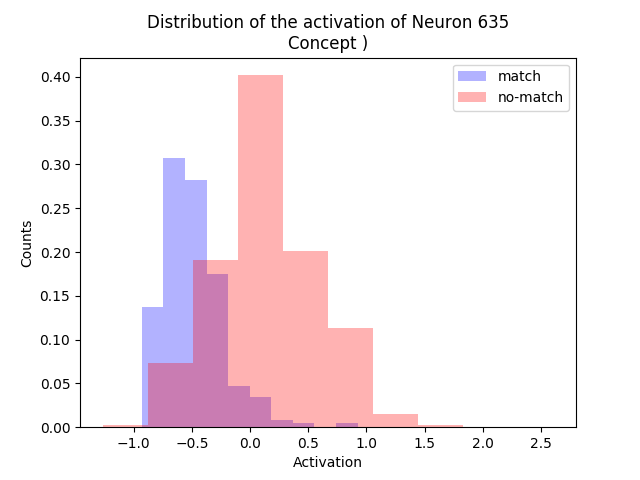 Distribution of the activation of Neuron 635
Concept )
match
no-match
Counts
0.40
0.35
0.30
0.25
0.20
0.15
0.10
0.05
0.00
−1.0 −0.5 0.0 0.5 1.0 1.5 2.0 2.5
Activation